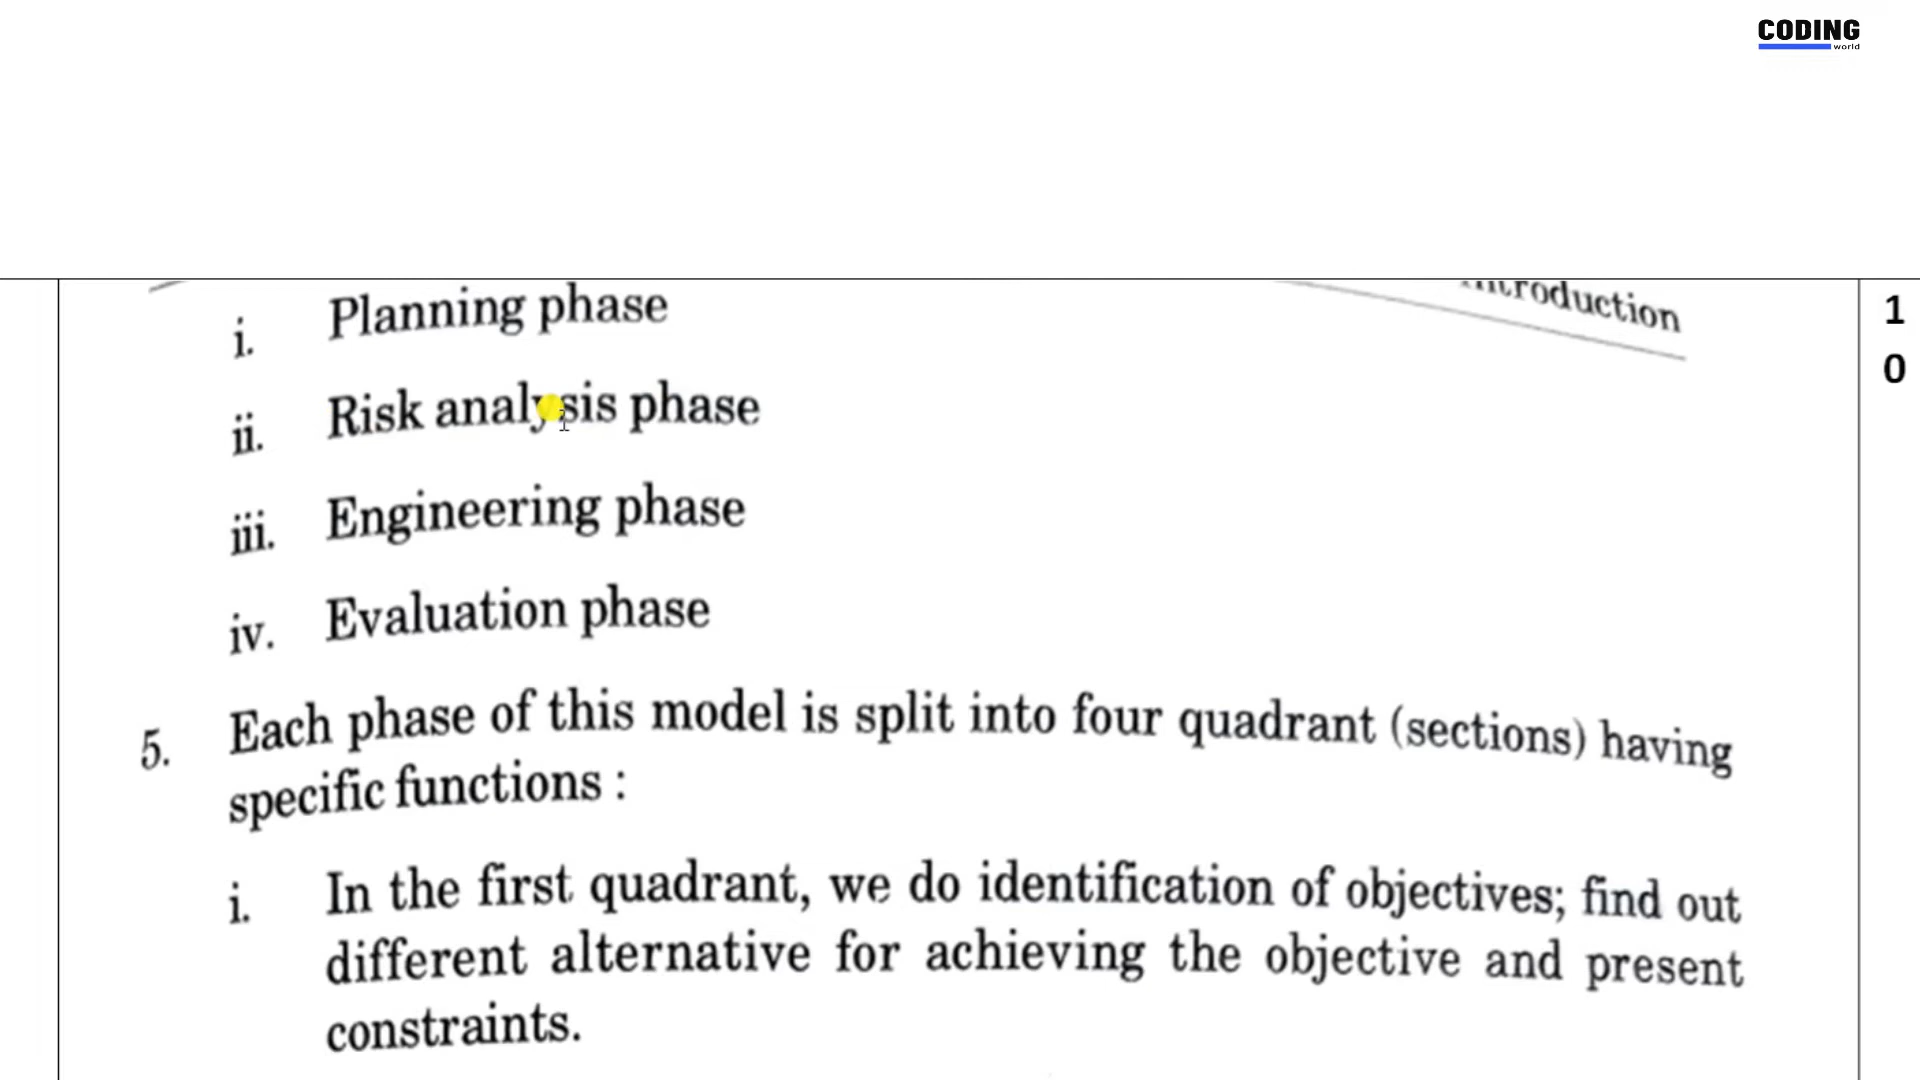 CODING
world
Introduction
1
0
i. Planning phase
ii. Risk analysis phase
iii. Engineering phase
iv. Evaluation phase
5. Each phase of this model is split into four quadrant (sections) having
specific functions :
i. In the first quadrant, we do identification of objectives; find out
different alternative for achieving the objective and present
constraints.